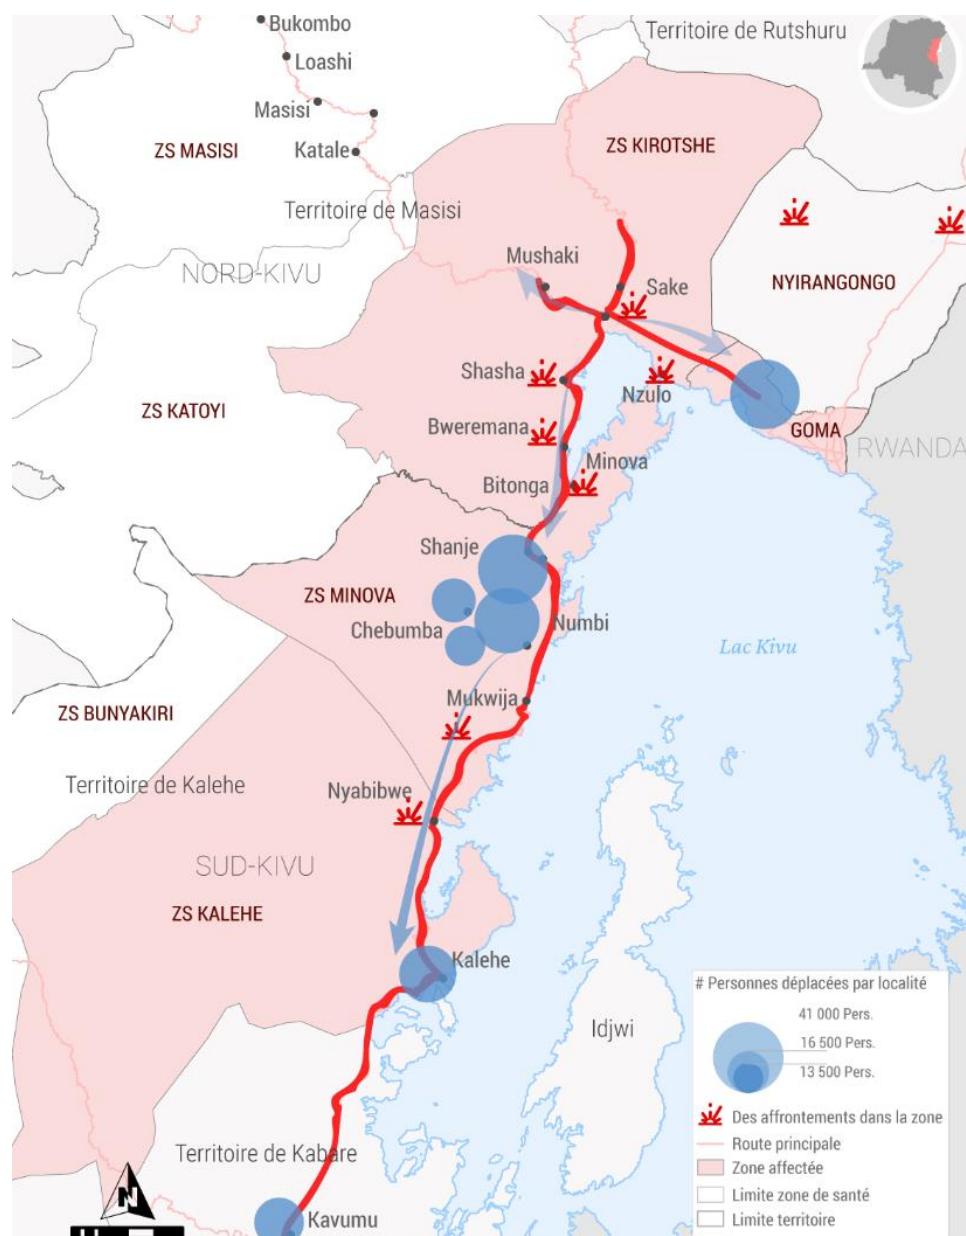 Bukombo
Territoire de Rutshuru
Loashi
Masisi
ZS MASISI
Katale
ZS KIROTSHE
Territoire de Masisi
NORD-KIVU
Mushaki
NYIRANGONGO
Sake
Shasha
Nzulo
ZS KATOYI
Bweremana
GOMA
RWANDA
Minova
Bitonga
Shanje
ZS MINOVA
Chebumba
Numbi
Lac Kivu
Mukwija
ZS BUNYAKIRI
Territoire de Kalehe
Nyabibwe
SUD-KIVU
ZS KALEHE
Kalehe
Idjwi
Territoire de Kabare
Kavumu
N
# Personnes déplacées par localité
41 000 Pers.
16 500 Pers.
13 500 Pers.
Des affrontements dans la zone
Route principale
Zone affectée
Limite zone de santé
Limite territoire